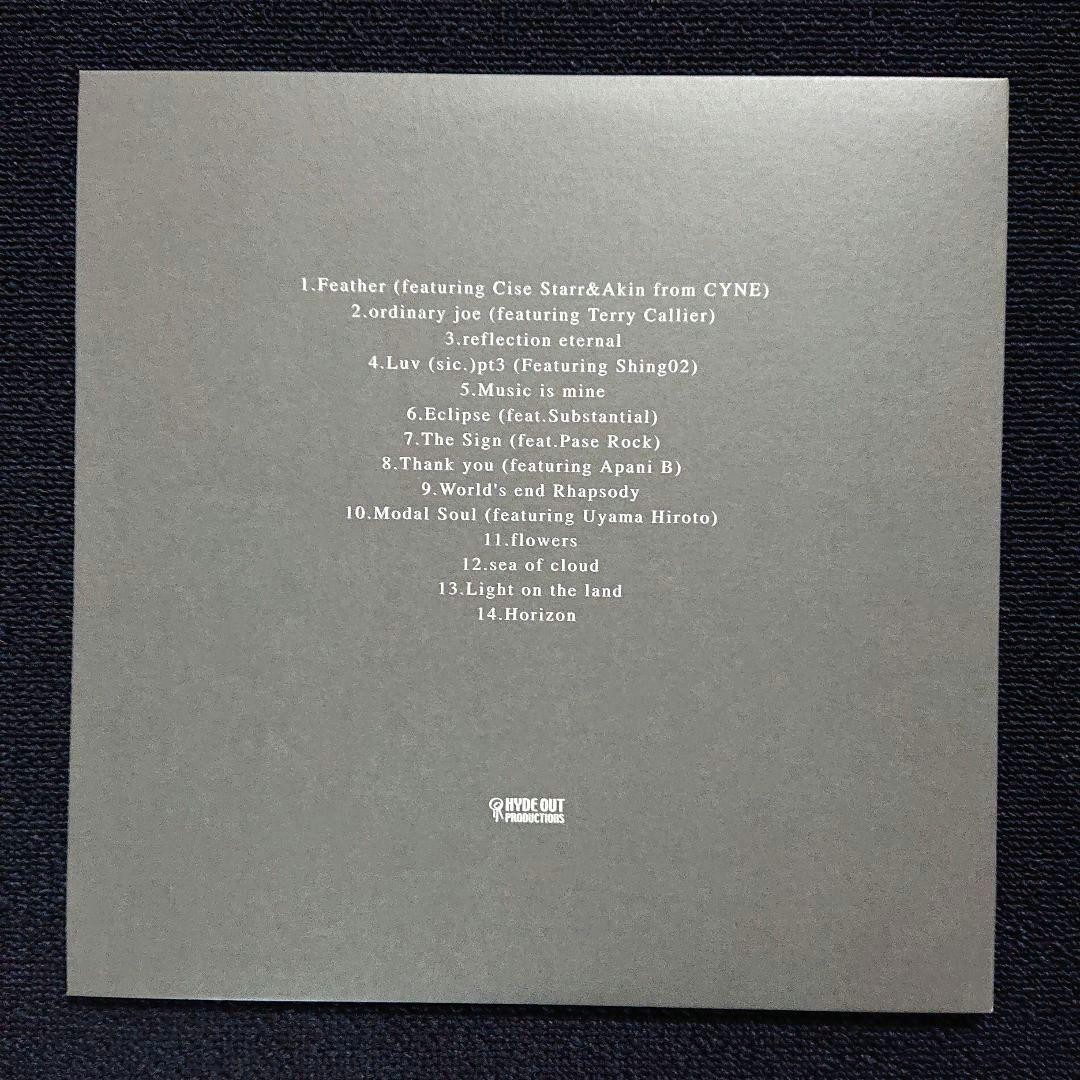 1.Feather (featuring Cise Starr&Akin from CYNE)
2.ordinary joe (featuring Terry Callier)
3.reflection eternal
4.Luv (sic.)pt3 (Featuring Shing02)
5.Music is mine
6.Eclipse (feat.Substantial)
7.The Sign (feat.Pase Rock)
8.Thank you (featuring Apani B)
9.World's end Rhapsody
10.Modal Soul (featuring Uyama Hiroto)
11.flowers
12.sea of cloud
13.Light on the land
14.Horizon
HYDE OUT
PRODUCTIONS